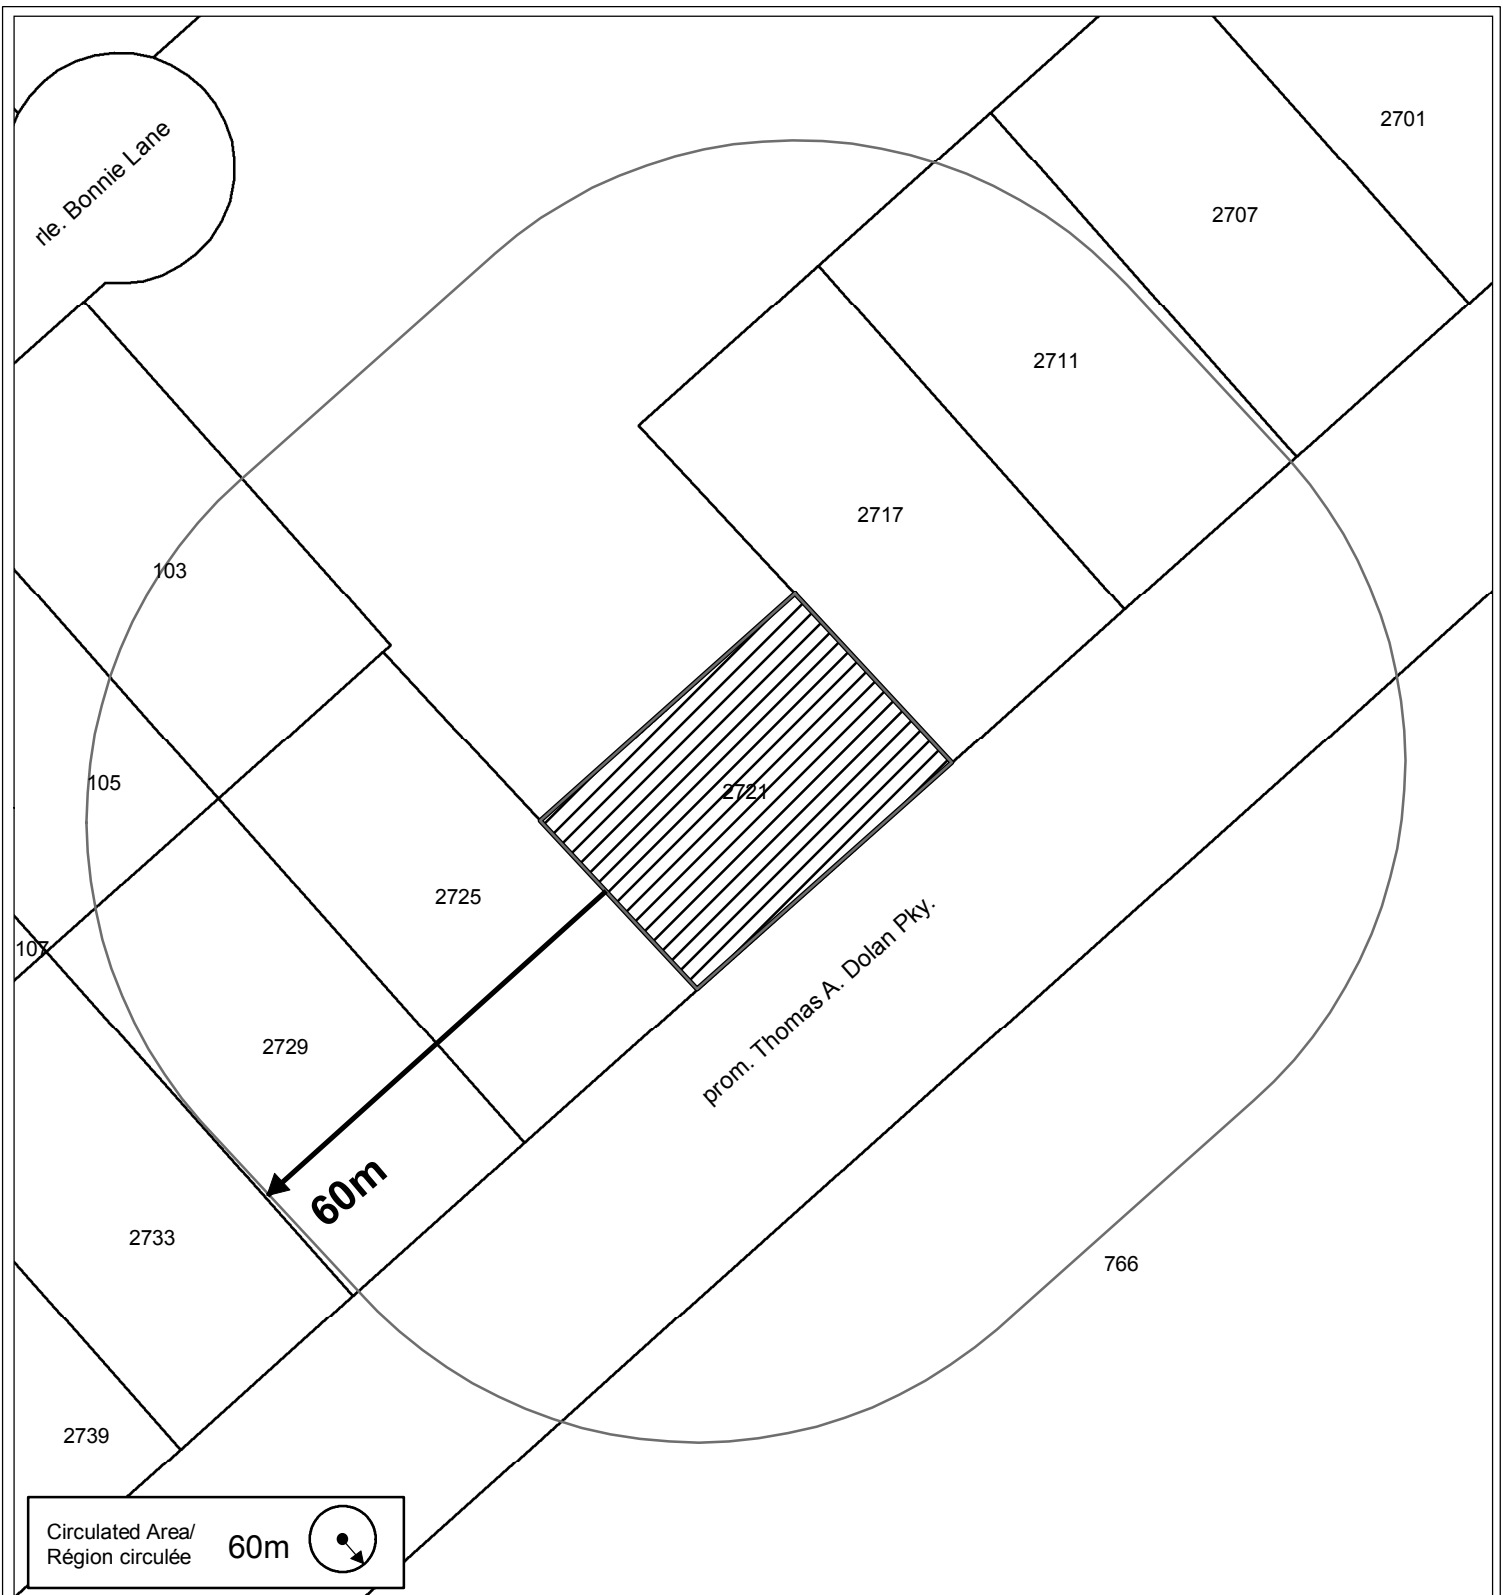 2701
rle. Bonnie Lane
2707
2711
2717
103
105
2721
2725
107
prom. Thomas A. Dolan Pky.
2729
60m
2733
766
2739
Circulated Area/
Région circulée
60m